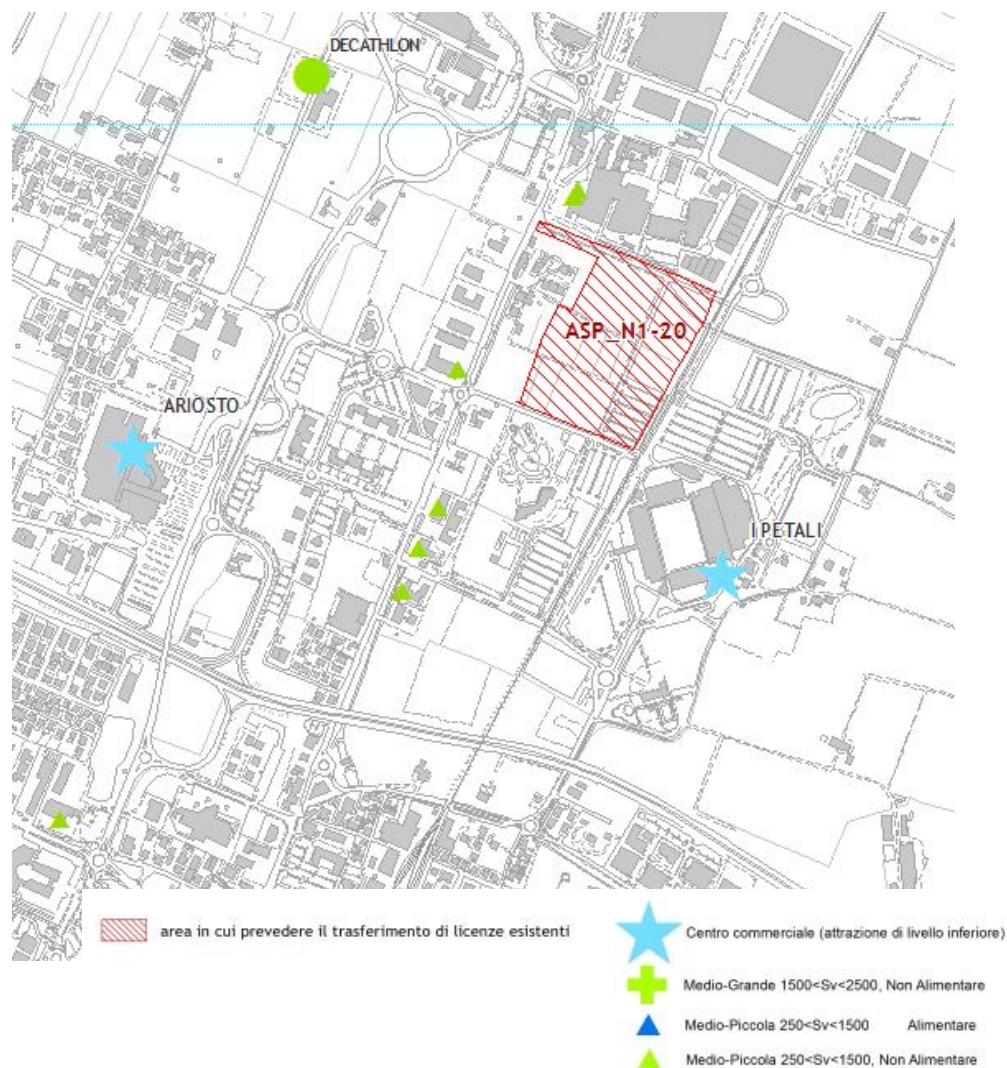 DECATHLON
ASP_N1-20
ARIOSTO
I PETALI
area in cui prevedere il trasferimento di licenze esistenti
Centro commerciale (attrazione di livello inferiore)
Medio-Grande 1500<Sv<2500, Non Alimentare
Medio-Piccola 250<Sv<1500 Alimentare
Medio-Piccola 250<Sv<1500, Non Alimentare